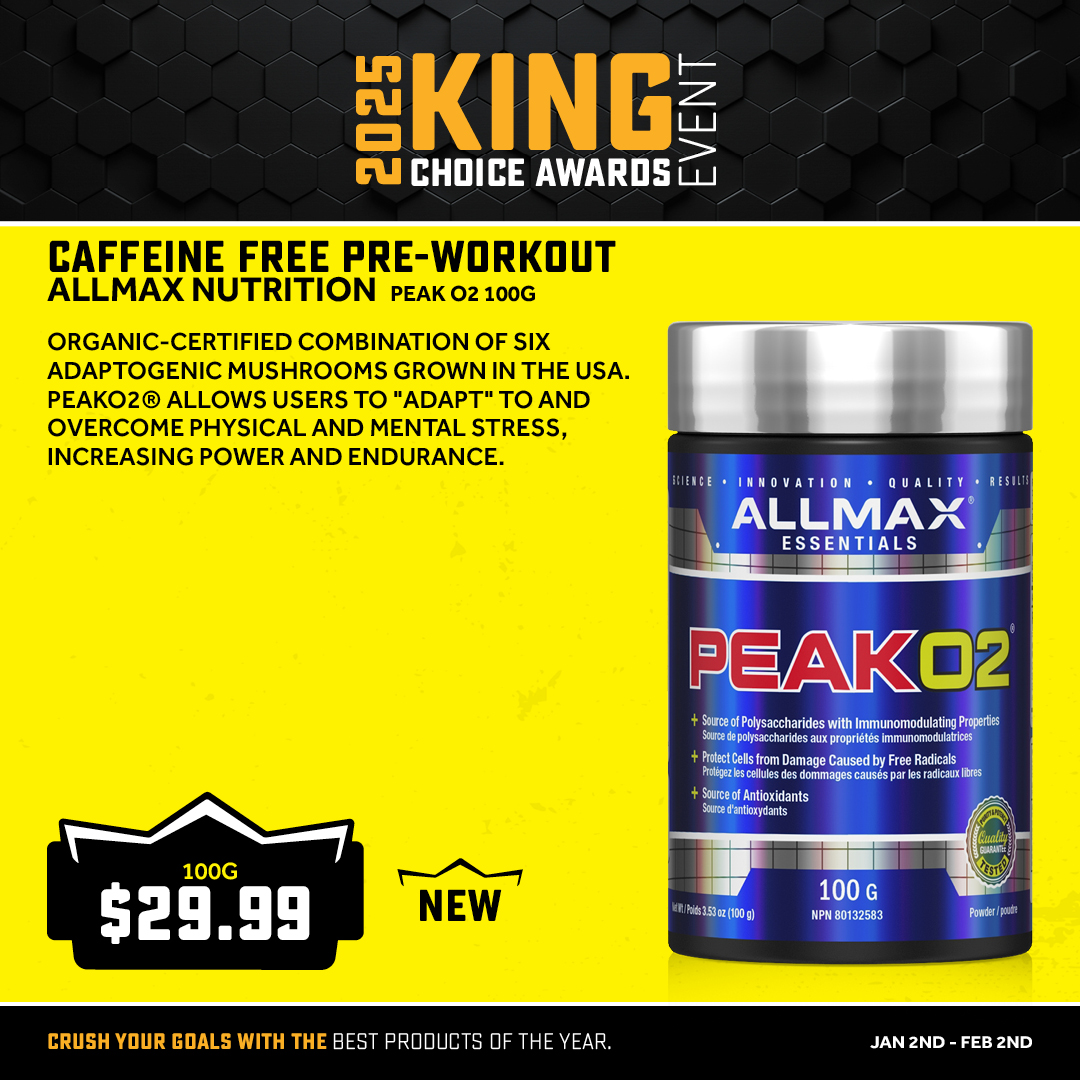 2025
KING
CHOICE AWARDS
EVENT
CAFFEINE FREE PRE-WORKOUT
ALLMAX NUTRITION PEAK O2 100G
ORGANIC-CERTIFIED COMBINATION OF SIX
ADAPTOGENIC MUSHROOMS GROWN IN THE USA.
PEAKO2® ALLOWS USERS TO "ADAPT" TO AND
OVERCOME PHYSICAL AND MENTAL STRESS,
INCREASING POWER AND ENDURANCE.
SCIENCE • INNOVATION • QUALITY • RESULTS
ALLMAX®
ESSENTIALS
PEAKO2®
+ Source of Polysaccharides with Immunomodulating Properties
Source de polysaccharides aux propriétés immunomodulatrices
+ Protect Cells from Damage Caused by Free Radicals
Protégez les cellules des dommages causés par les radicaux libres
+ Source of Antioxidants
Source d'antioxydants
Quality
GUARANTEE
TESTED
100 G
Net Wt/Poids 3.53 oz (100 g)
NPN 80132583
Powder / poudre
100G
$29.99
NEW
CRUSH YOUR GOALS WITH THE BEST PRODUCTS OF THE YEAR.
JAN 2ND - FEB 2ND